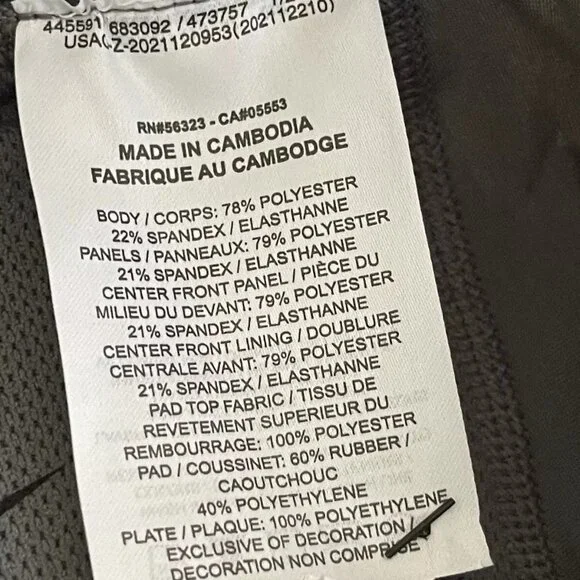 445591 683092 / 473757
USAQZ-2021120953(202112210)
RN#56323 - CA#05553
MADE IN CAMBODIA
FABRIQUE AU CAMBODGE
BODY / CORPS: 78% POLYESTER
22% SPANDEX / ELASTHANNE
PANELS / PANNEAUX: 79% POLYESTER
21% SPANDEX / ELASTHANNE
CENTER FRONT PANEL / PIÈCE DU
MILIEU DU DEVANT: 79% POLYESTER
21% SPANDEX / ELASTHANNE
CENTER FRONT LINING / DOUBLURE
CENTRALE AVANT: 79% POLYESTER
21% SPANDEX / ELASTHANNE
PAD TOP FABRIC / TISSU DE
REVETEMENT SUPERIEUR DU
REMBOURRAGE: 100% POLYESTER
PAD / COUSSINET: 60% RUBBER /
CAOUTCHOUC
40% POLYETHYLENE
PLATE / PLAQUE: 100% POLYETHYLENE
EXCLUSIVE OF DECORATION /
DECORATION NON COMPRISE